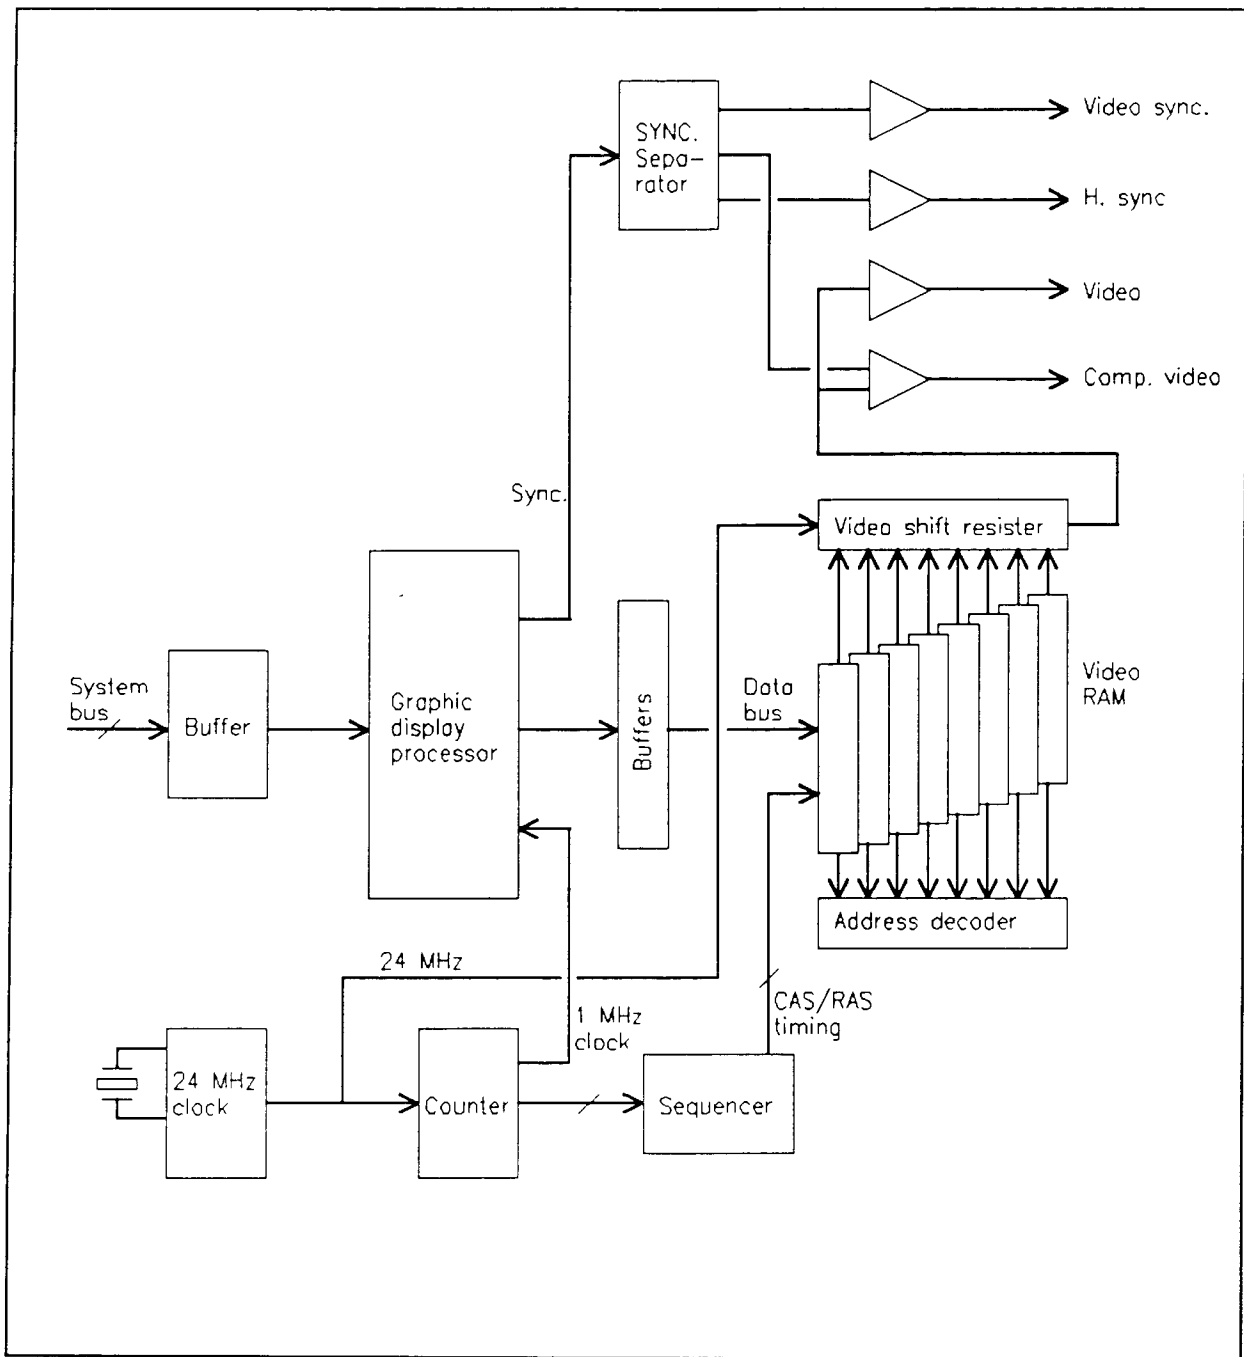 Video sync.
SYNC.
Sepa-
rator
H. sync
Video
Comp. video
Sync.
Video shift resister
System
bus
Buffer
Graphic
display
processor
Buffers
Data
bus
Video
RAM
Address decoder
24 MHz
1 MHz
clock
CAS/RAS
timing
24 MHz
clock
Counter
Sequencer